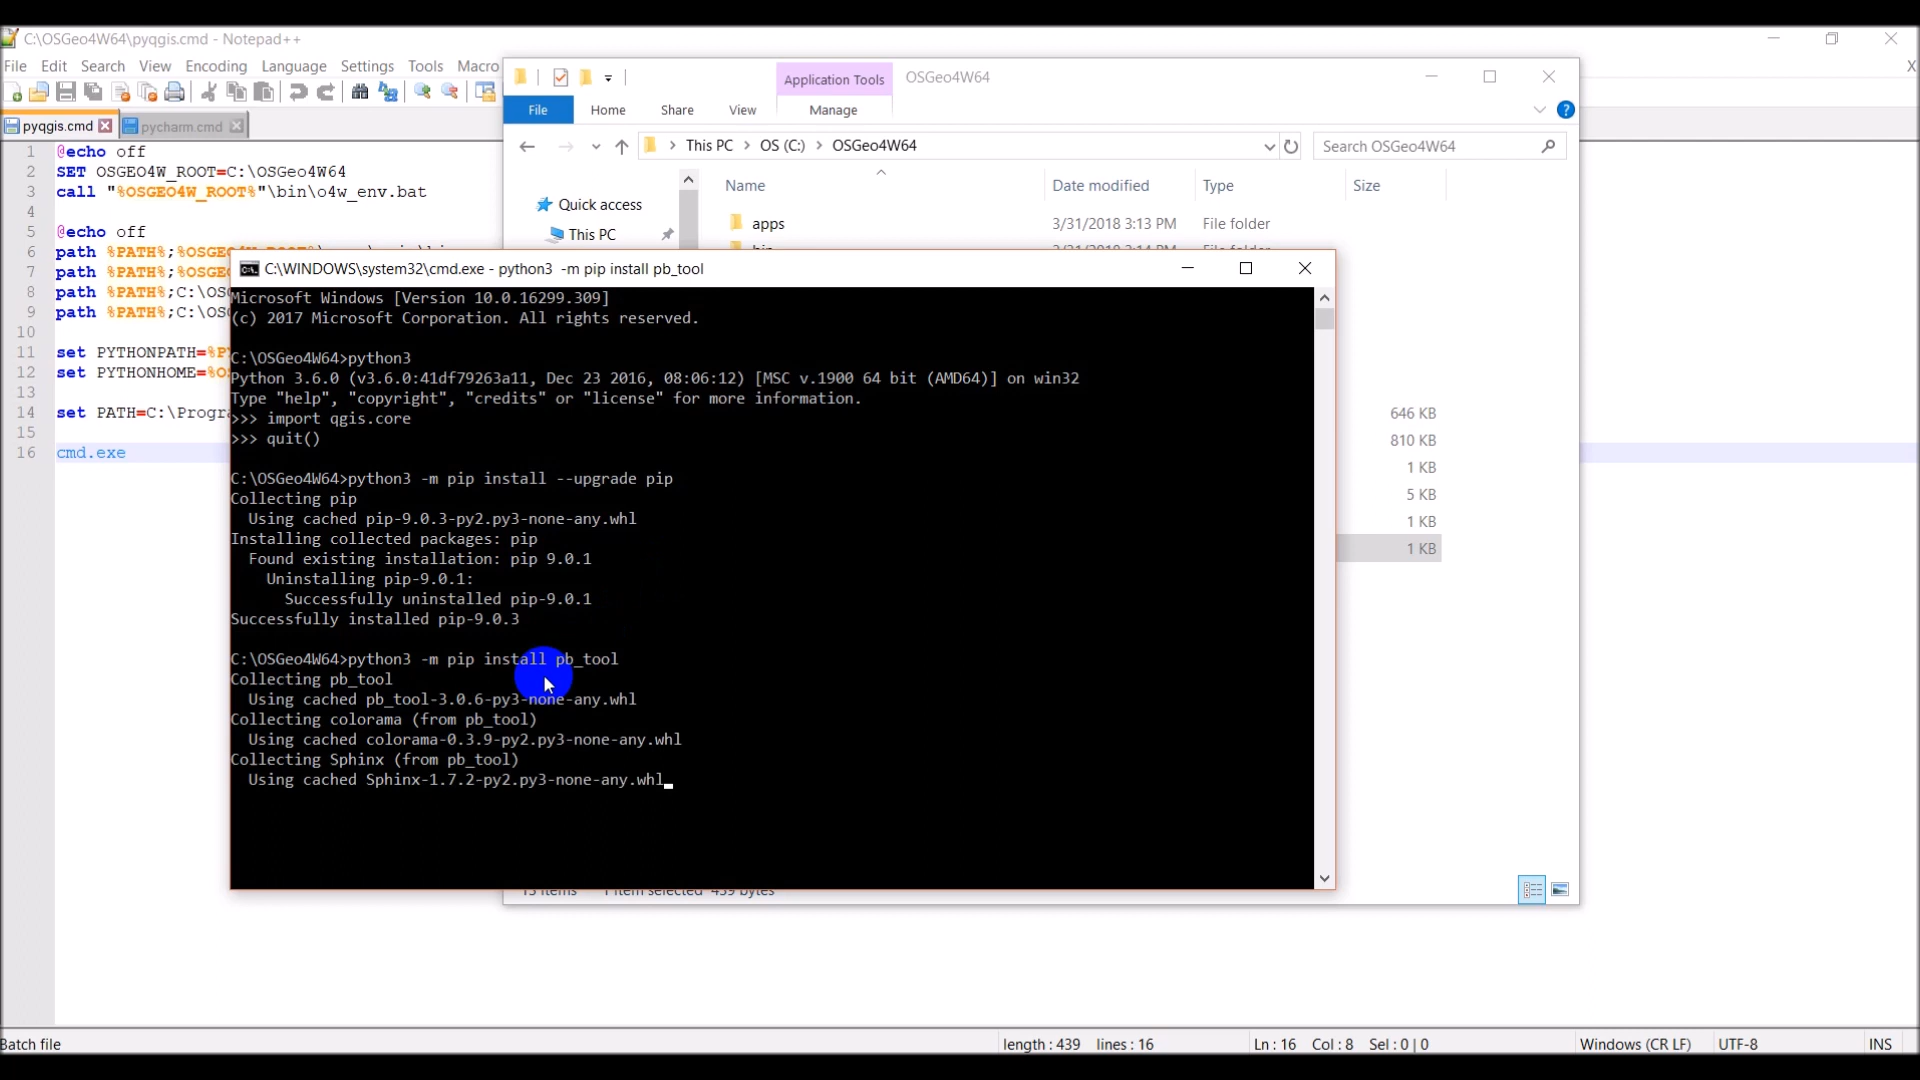 C:\OSGeo4W64\pyqgis.cmd - Notepad++
File Edit Search View Encoding Language Settings Tools Macro
X
pyqgis.cmd pycharm.cmd
1 @echo off
2 SET OSGEO4W_ROOT=C:\OSGeo4W64
3 call "%OSGEO4W_ROOT%"\bin\o4w_env.bat
4
5 @echo off
6 path %PATH%;%OSGE
7 path %PATH%;%OSGE
8 path %PATH%;C:\OS
9 path %PATH%;C:\OS
10
11 set PYTHONPATH=%P
12 set PYTHONHOME=%O
13
14 set PATH=C:\Progr
15
16 cmd.exe
Application Tools OSGeo4W64
File Home Share View Manage
This PC OS (C:) OSGeo4W64
Search OSGeo4W64
Name Date modified Type Size
Quick access
This PC
apps 3/31/2018 3:13 PM File folder
646 KB
810 KB
1 KB
5 KB
1 KB
1 KB
C:\WINDOWS\system32\cmd.exe - python3 -m pip install pb_tool
Microsoft Windows [Version 10.0.16299.309]
(c) 2017 Microsoft Corporation. All rights reserved.
C:\OSGeo4W64>python3
Python 3.6.0 (v3.6.0:41df79263a11, Dec 23 2016, 08:06:12) [MSC v.1900 64 bit (AMD64)] on win32
Type "help", "copyright", "credits" or "license" for more information.
>>> import qgis.core
>>> quit()
C:\OSGeo4W64>python3 -m pip install --upgrade pip
Collecting pip
Using cached pip-9.0.3-py2.py3-none-any.whl
Installing collected packages: pip
Found existing installation: pip 9.0.1
Uninstalling pip-9.0.1:
Successfully uninstalled pip-9.0.1
Successfully installed pip-9.0.3
C:\OSGeo4W64>python3 -m pip install pb_tool
Collecting pb_tool
Using cached pb_tool-3.0.6-py3-none-any.whl
Collecting colorama (from pb_tool)
Using cached colorama-0.3.9-py2.py3-none-any.whl
Collecting Sphinx (from pb_tool)
Using cached Sphinx-1.7.2-py2.py3-none-any.whl
1 item selected 439 bytes
Batch file length : 439 lines : 16 Ln : 16 Col : 8 Sel : 0 | 0 Windows (CR LF) UTF-8 INS